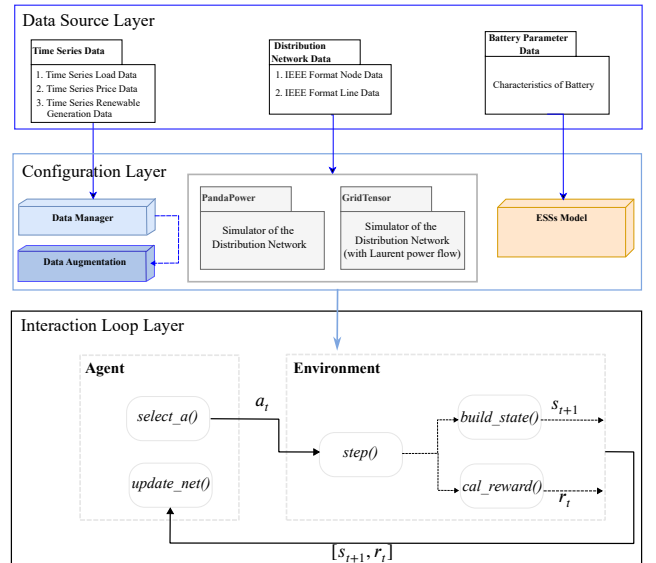 Data Source Layer
Time Series Data
1. Time Series Load Data
2. Time Series Price Data
3. Time Series Renewable
Generation Data
Distribution
Network Data
1. IEEE Format Node Data
2. IEEE Format Line Data
Battery Parameter
Data
Characteristics of Battery
Configuration Layer
Data Manager
Data Augmentation
PandaPower
Simulator of the
Distribution Network
GridTensor
Simulator of the
Distribution Network
(with Laurent power flow)
ESSs Model
Interaction Loop Layer
Agent
select_a()
update_net()
a_t
Environment
step()
build_state()
s_{t+1}
cal_reward()
r_t
[s_{t+1}, r_t]